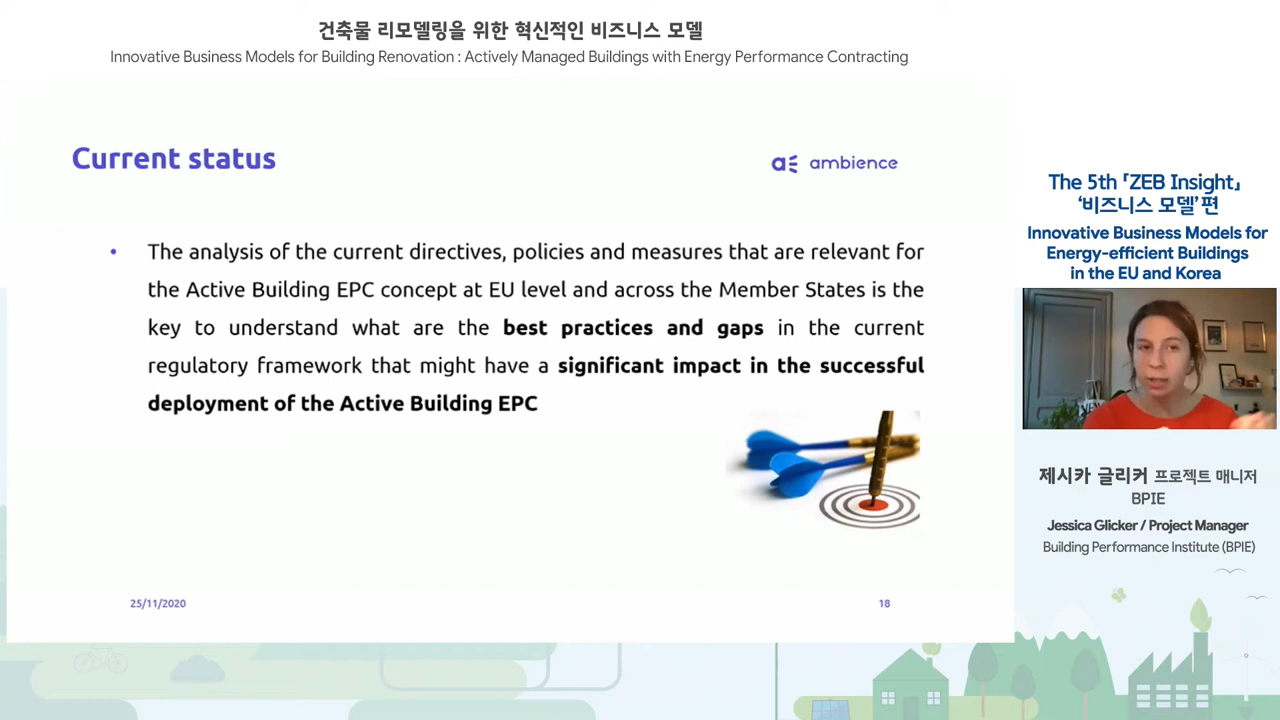 건축물 리모델링을 위한 혁신적인 비즈니스 모델
Innovative Business Models for Building Renovation : Actively Managed Buildings with Energy Performance Contracting
Current status
ambience
• The analysis of the current directives, policies and measures that are relevant for
the Active Building EPC concept at EU level and across the Member States is the
key to understand what are the best practices and gaps in the current
regulatory framework that might have a significant impact in the successful
deployment of the Active Building EPC
25/11/2020
18
The 5th「ZEB Insight」
‘비즈니스 모델’편
Innovative Business Models for
Energy-efficient Buildings
in the EU and Korea
제시카 글리커 프로젝트 매니저
BPIE
Jessica Glicker / Project Manager
Building Performance Institute (BPIE)